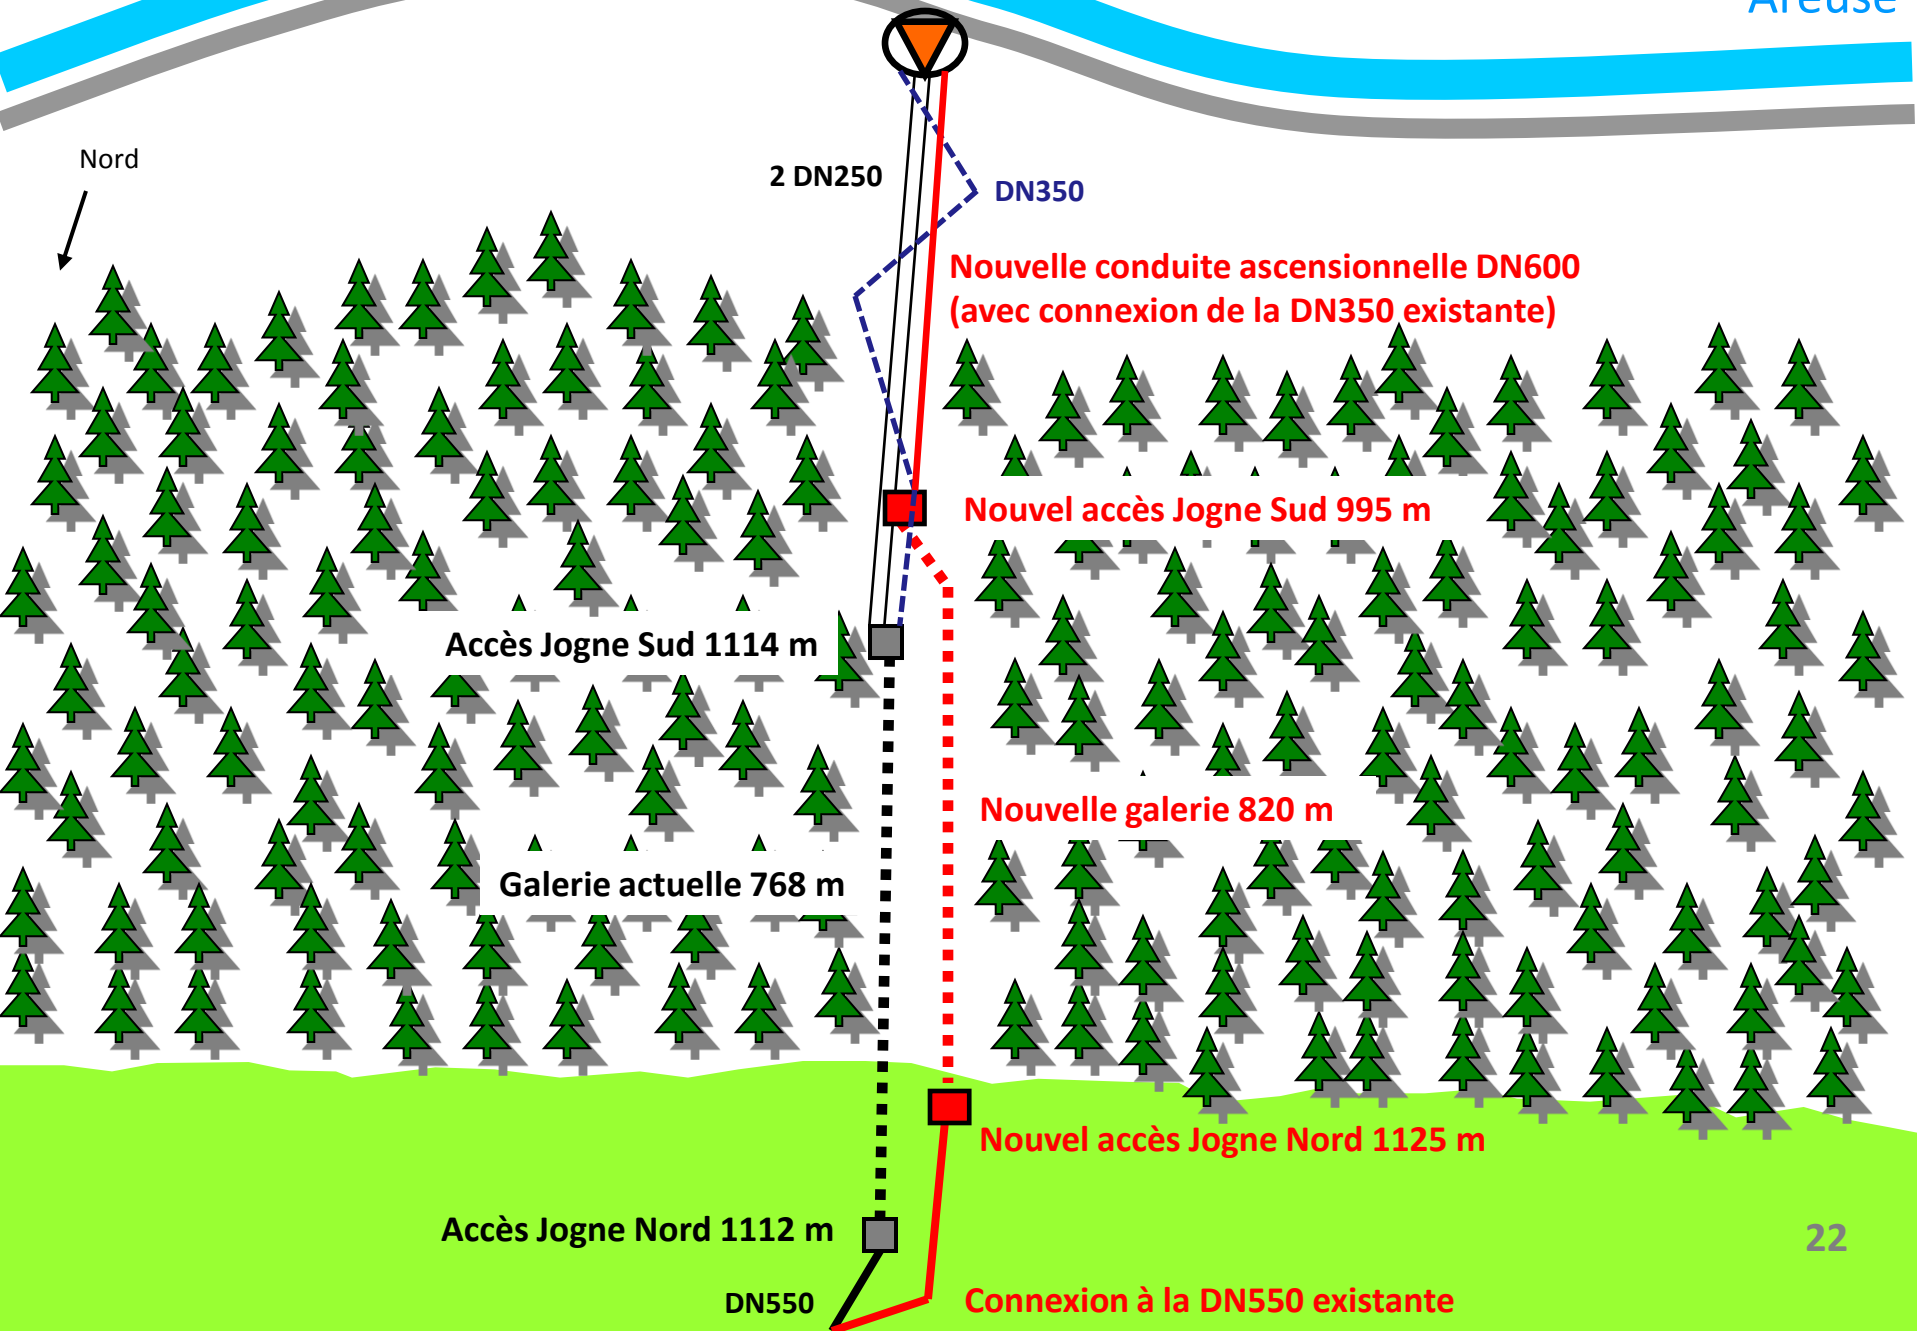 Areuse
Nord
2 DN250
DN350
Nouvelle conduite ascensionnelle DN600
(avec connexion de la DN350 existante)
Nouvel accès Jogne Sud 995 m
Accès Jogne Sud 1114 m
Nouvelle galerie 820 m
Galerie actuelle 768 m
Nouvel accès Jogne Nord 1125 m
Accès Jogne Nord 1112 m
22
DN550
Connexion à la DN550 existante